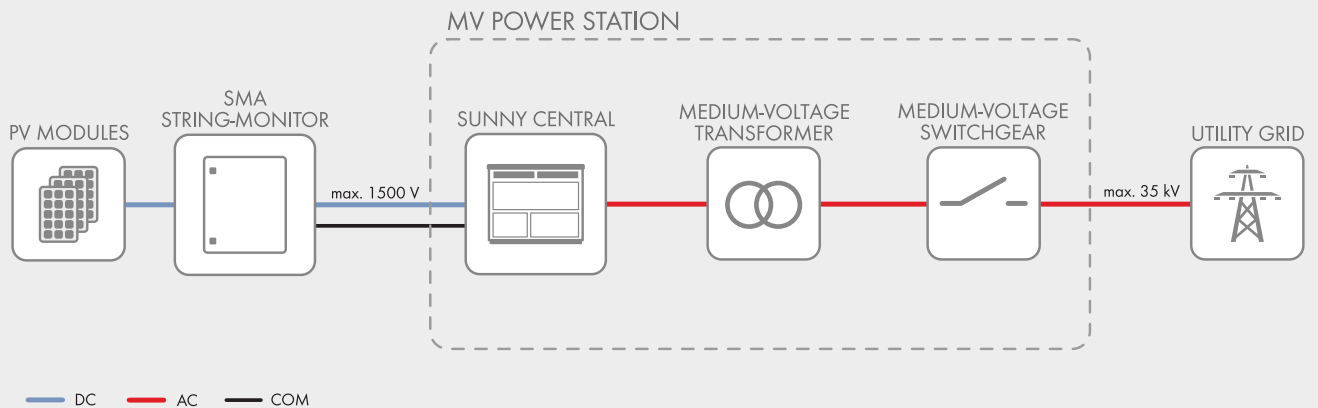 MV POWER STATION
PV MODULES
SMA
STRING-MONITOR
max. 1500 V
SUNNY CENTRAL
MEDIUM-VOLTAGE
TRANSFORMER
MEDIUM-VOLTAGE
SWITCHGEAR
max. 35 kV
UTILITY GRID
DC
AC
COM